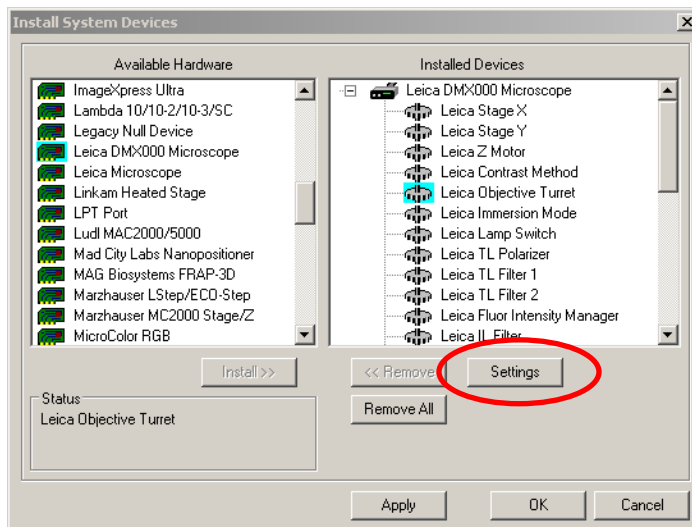 Install System Devices
Available Hardware
ImageXpress Ultra
Lambda 10/10-2/10-3/SC
Legacy Null Device
Leica DMX000 Microscope
Leica Microscope
Linkam Heated Stage
LPT Port
Ludl MAC2000/5000
Mad City Labs Nanopositioner
MAG Biosystems FRAP-3D
Marzhauser LStep/ECO-Step
Marzhauser MC2000 Stage/Z
MicroColor RGB
Installed Devices
Leica DMX000 Microscope
Leica Stage X
Leica Stage Y
Leica Z Motor
Leica Contrast Method
Leica Objective Turret
Leica Immersion Mode
Leica Lamp Switch
Leica TL Polarizer
Leica TL Filter 1
Leica TL Filter 2
Leica Fluor Intensity Manager
Leica IL Filter
Install >>
<< Remove
Settings
Remove All
Status
Leica Objective Turret
Apply
OK
Cancel